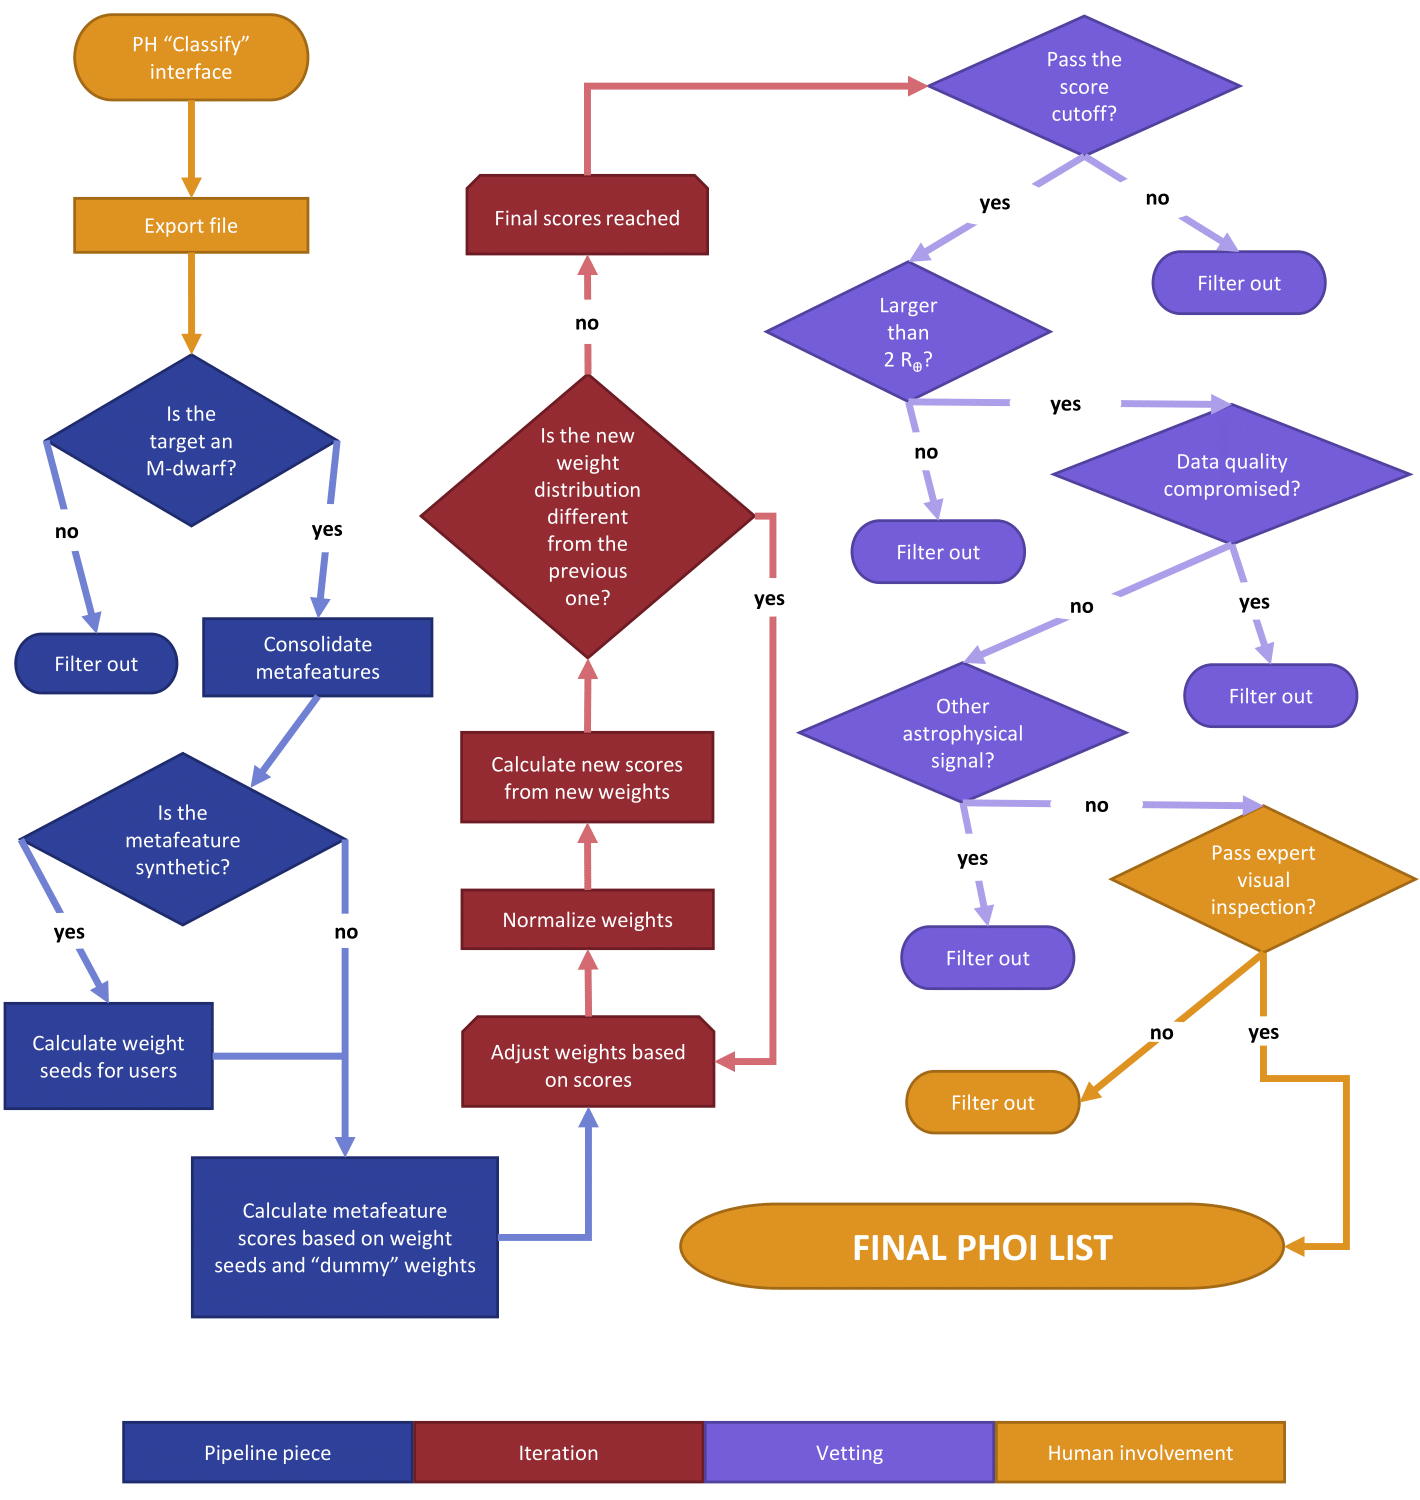 PH “Classify”
interface
Export file
Is the
target an
M-dwarf?
no
yes
Filter out
Consolidate
metafeatures
Is the
metafeature
synthetic?
yes
no
Calculate weight
seeds for users
Calculate metafeature
scores based on weight
seeds and “dummy” weights
Adjust weights based
on scores
Normalize weights
Calculate new scores
from new weights
Is the new
weight
distribution
different
from the
previous
one?
yes
no
Final scores reached
Pass the
score
cutoff?
yes
no
Filter out
Larger
than
2 R⊕?
yes
no
Filter out
Data quality
compromised?
no
yes
Filter out
Other
astrophysical
signal?
no
yes
Filter out
Pass expert
visual
inspection?
no
yes
Filter out
FINAL PHOI LIST
Pipeline piece
Iteration
Vetting
Human involvement